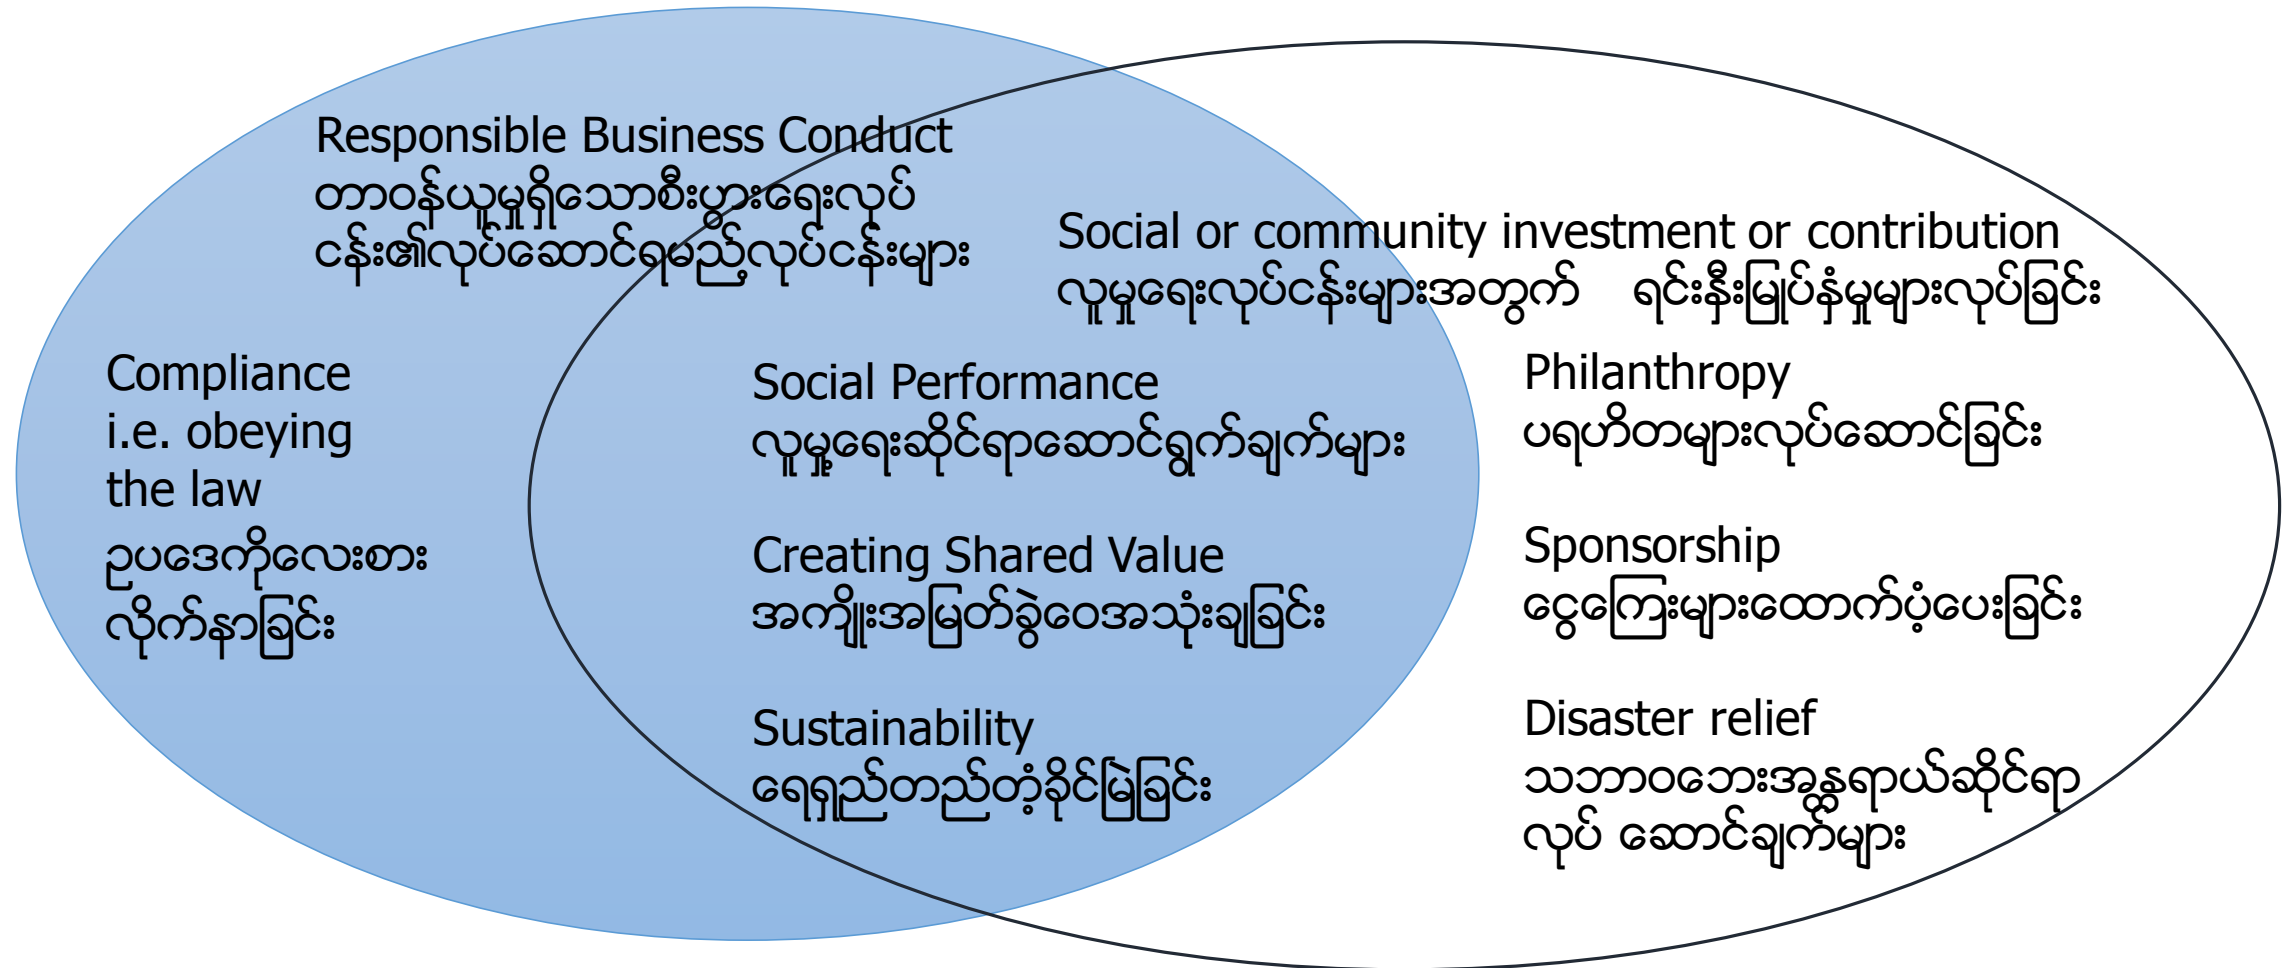 Responsible Business Conduct
တာဝန်ယူမှုရှိသောစီးပွားရေးလုပ်
ငန်း၏လုပ်ဆောင်ရမည့်လုပ်ငန်းများ
Social or community investment or contribution
လူမှုရေးလုပ်ငန်းများအတွက် ရင်းနှီးမြုပ်နှံမှုများလုပ်ခြင်း
Compliance
i.e. obeying
the law
ဥပဒေကိုလေးစား
လိုက်နာခြင်း
Social Performance
လူမှု့ရေးဆိုင်ရာဆောင်ရွက်ချက်များ
Creating Shared Value
အကျိုးအမြတ်ခွဲဝေအသုံးချခြင်း
Sustainability
ရေရှည်တည်တံ့ခိုင်မြဲခြင်း
Philanthropy
ပရဟိတများလုပ်ဆောင်ခြင်း
Sponsorship
ငွေကြေးများထောက်ပံ့ပေးခြင်း
Disaster relief
သဘာဝဘေးအန္တရာယ်ဆိုင်ရာ
လုပ် ဆောင်ချက်များ